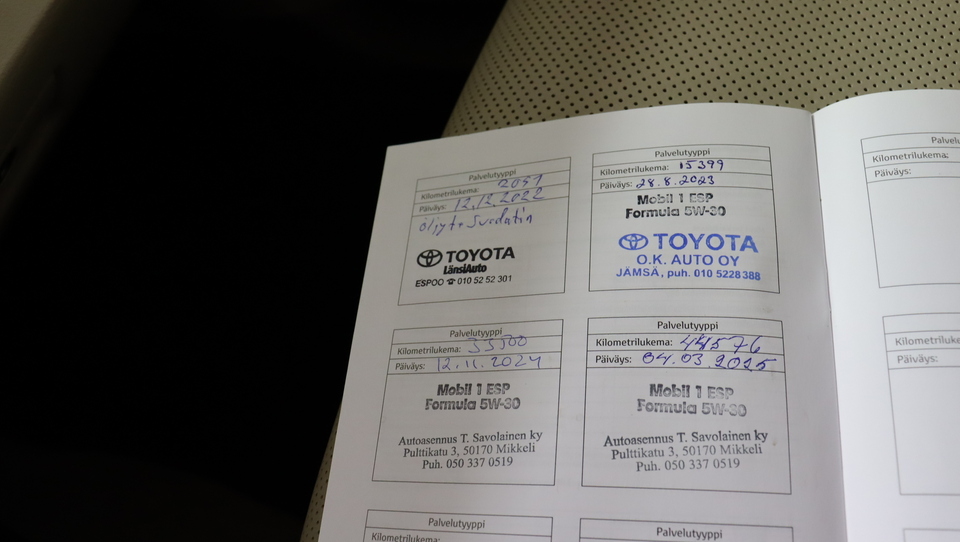 Palvelutyyppi
Kilometrilukema: 2051
Päiväys: 12.12.2022
öljyt+Suodatin
TOYOTA
LänsiAuto
ESPOO ☎ 010 52 52 301
Palvelutyyppi
Kilometrilukema: 15399
Päiväys: 28.8.2023
Mobil 1 ESP
Formula 5W-30
TOYOTA
O.K. AUTO OY
JÄMSÄ, puh. 010 5228 388
Palvelutyyppi
Kilometrilukema:
Päiväys:
Palvelutyyppi
Kilometrilukema: 33500
Päiväys: 12.11.2024
Mobil 1 ESP
Formula 5W-30
Autoasennus T. Savolainen ky
Pulttikatu 3, 50170 Mikkeli
Puh. 050 337 0519
Palvelutyyppi
Kilometrilukema: 44576
Päiväys: 04.03.2025
Mobil 1 ESP
Formula 5W-30
Autoasennus T. Savolainen ky
Pulttikatu 3, 50170 Mikkeli
Puh. 050 337 0519
Kilometriluke
Päiväys:
Palvelutyyppi
Kilometrilukema:
Palvelutyyppi